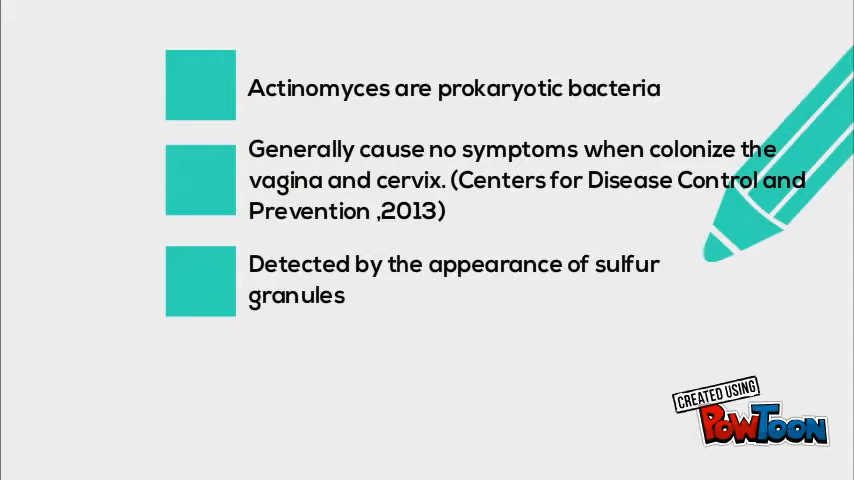 Actinomyces are prokaryotic bacteria
Generally cause no symptoms when colonize the
vagina and cervix. (Centers for Disease Control and
Prevention ,2013)
Detected by the appearance of sulfur
granules
CREATED USING
POWTOON